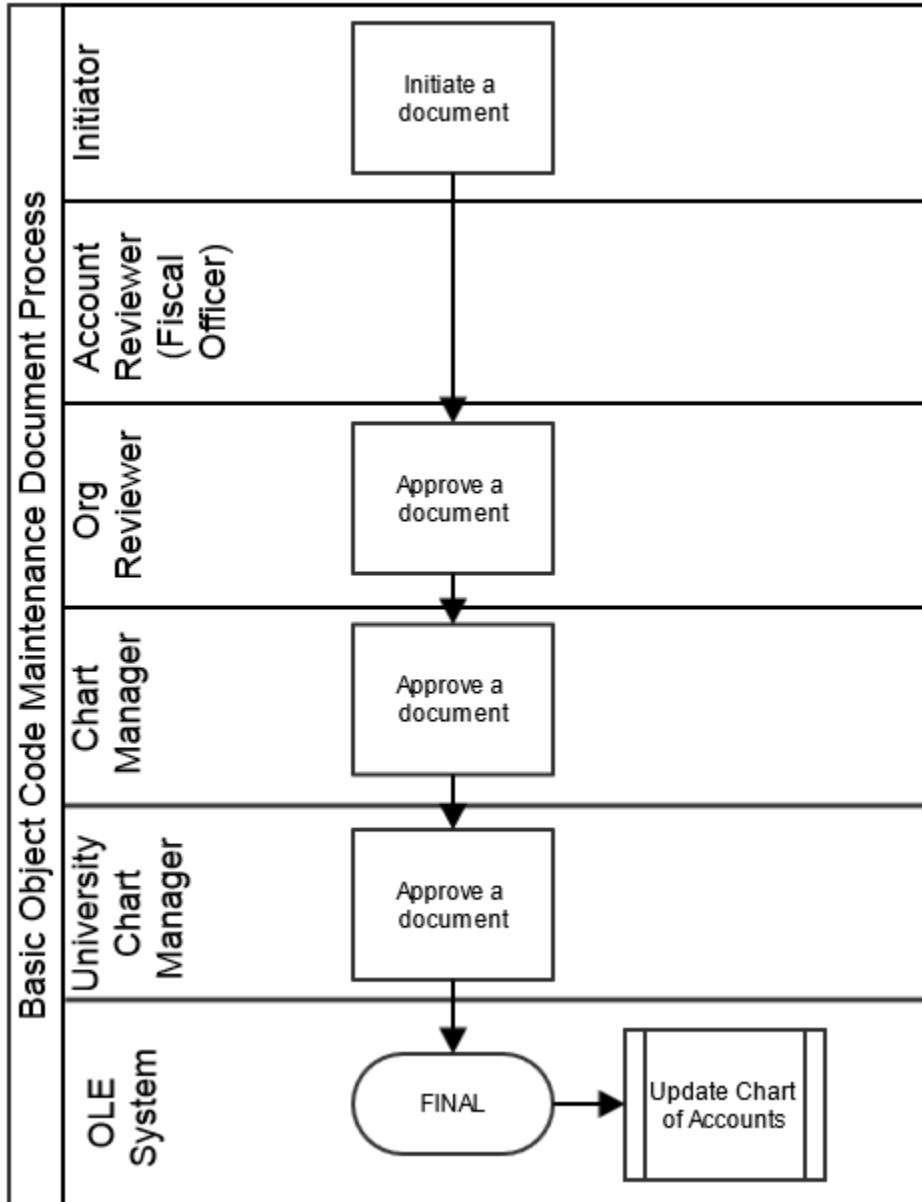 Basic Object Code Maintenance Document Process
Initiator
Initiate a
document
Account
Reviewer
(Fiscal
Officer)
Org
Reviewer
Approve a
document
Chart
Manager
Approve a
document
University
Chart
Manager
Approve a
document
OLE
System
FINAL
Update Chart
of Accounts